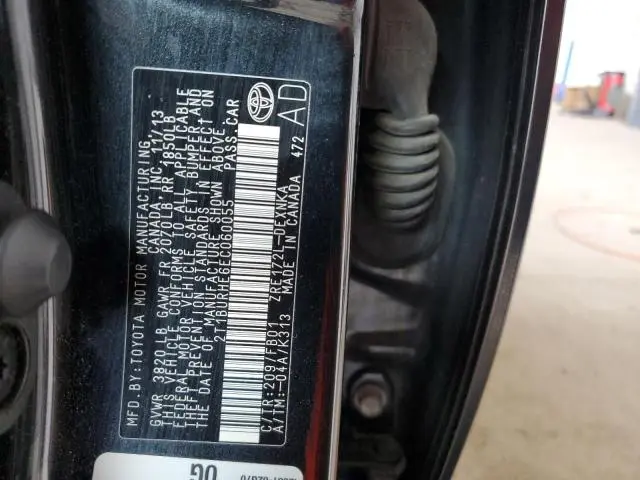 MFD.BY:TOYOTA MOTOR MANUFACTURING
CANADA INC. 11/13
GVWR 3820 LB GAWR FR 2070LB RR 1850LB
THIS VEHICLE CONFORMS TO ALL APPLICABLE
FEDERAL MOTOR VEHICLE SAFETY, BUMPER, AND
THEFT PREVENTION STANDARDS IN EFFECT ON
THE DATE OF MANUFACTURE SHOWN ABOVE.
2T1BURHE6EC060055 PASS.CAR
C/TR:209/FB01 ZRE172L-DEXNKA
A/TM:-04A/K313 MADE IN CANADA 472
AD
OG